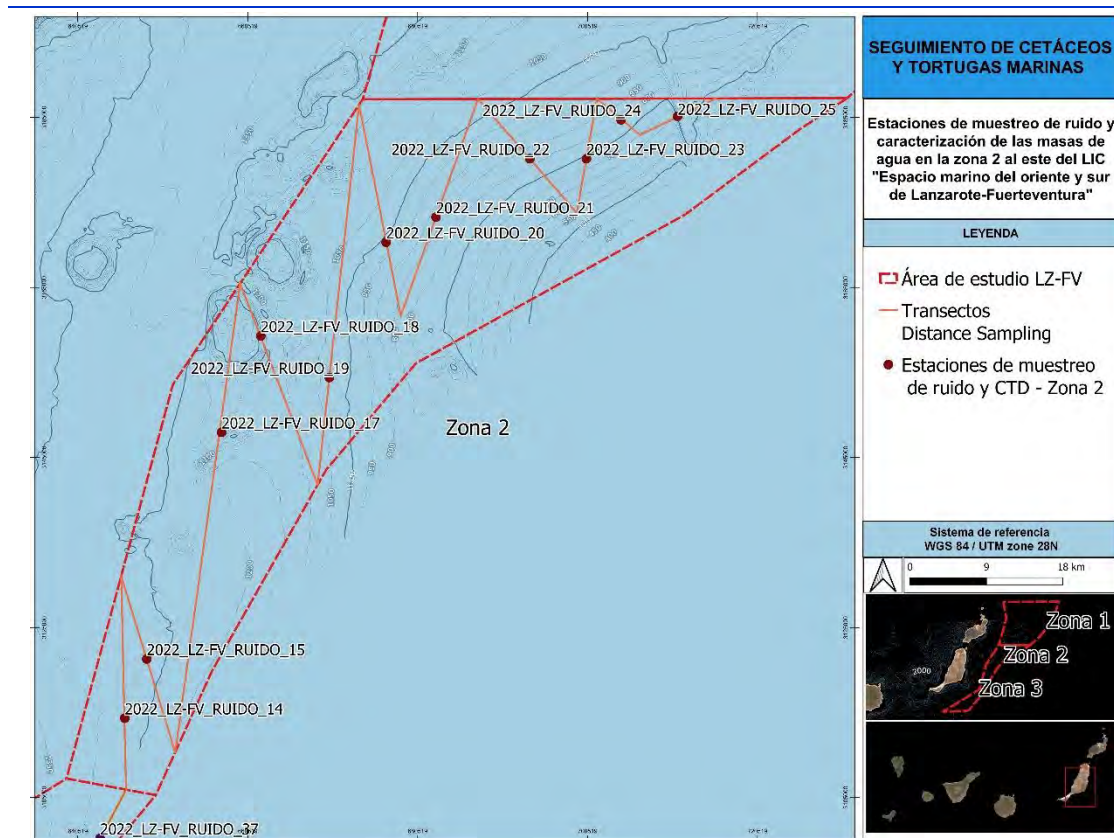 2022_LZ-FV_RUIDO_24
2022_LZ-FV_RUIDO_25
2022_LZ-FV_RUIDO_22
2022_LZ-FV_RUIDO_23
2022_LZ-FV_RUIDO_21
2022_LZ-FV_RUIDO_20
2022_LZ-FV_RUIDO_18
2022_LZ-FV_RUIDO_19
2022_LZ-FV_RUIDO_17
Zona 2
2022_LZ-FV_RUIDO_15
2022_LZ-FV_RUIDO_14
2022_LZ-FV_RUIDO_37
SEGUIMIENTO DE CETÁCEOS
Y TORTUGAS MARINAS
Estaciones de muestreo de ruido y
caracterización de las masas de
agua en la zona 2 al este del LIC
"Espacio marino del oriente y sur
de Lanzarote-Fuerteventura"
LEYENDA
Área de estudio LZ-FV
Transectos
Distance Sampling
Estaciones de muestreo
de ruido y CTD - Zona 2
Sistema de referencia
WGS 84 / UTM zone 28N
0 9 18 km
Zona 1
Zona 2
Zona 3
2000